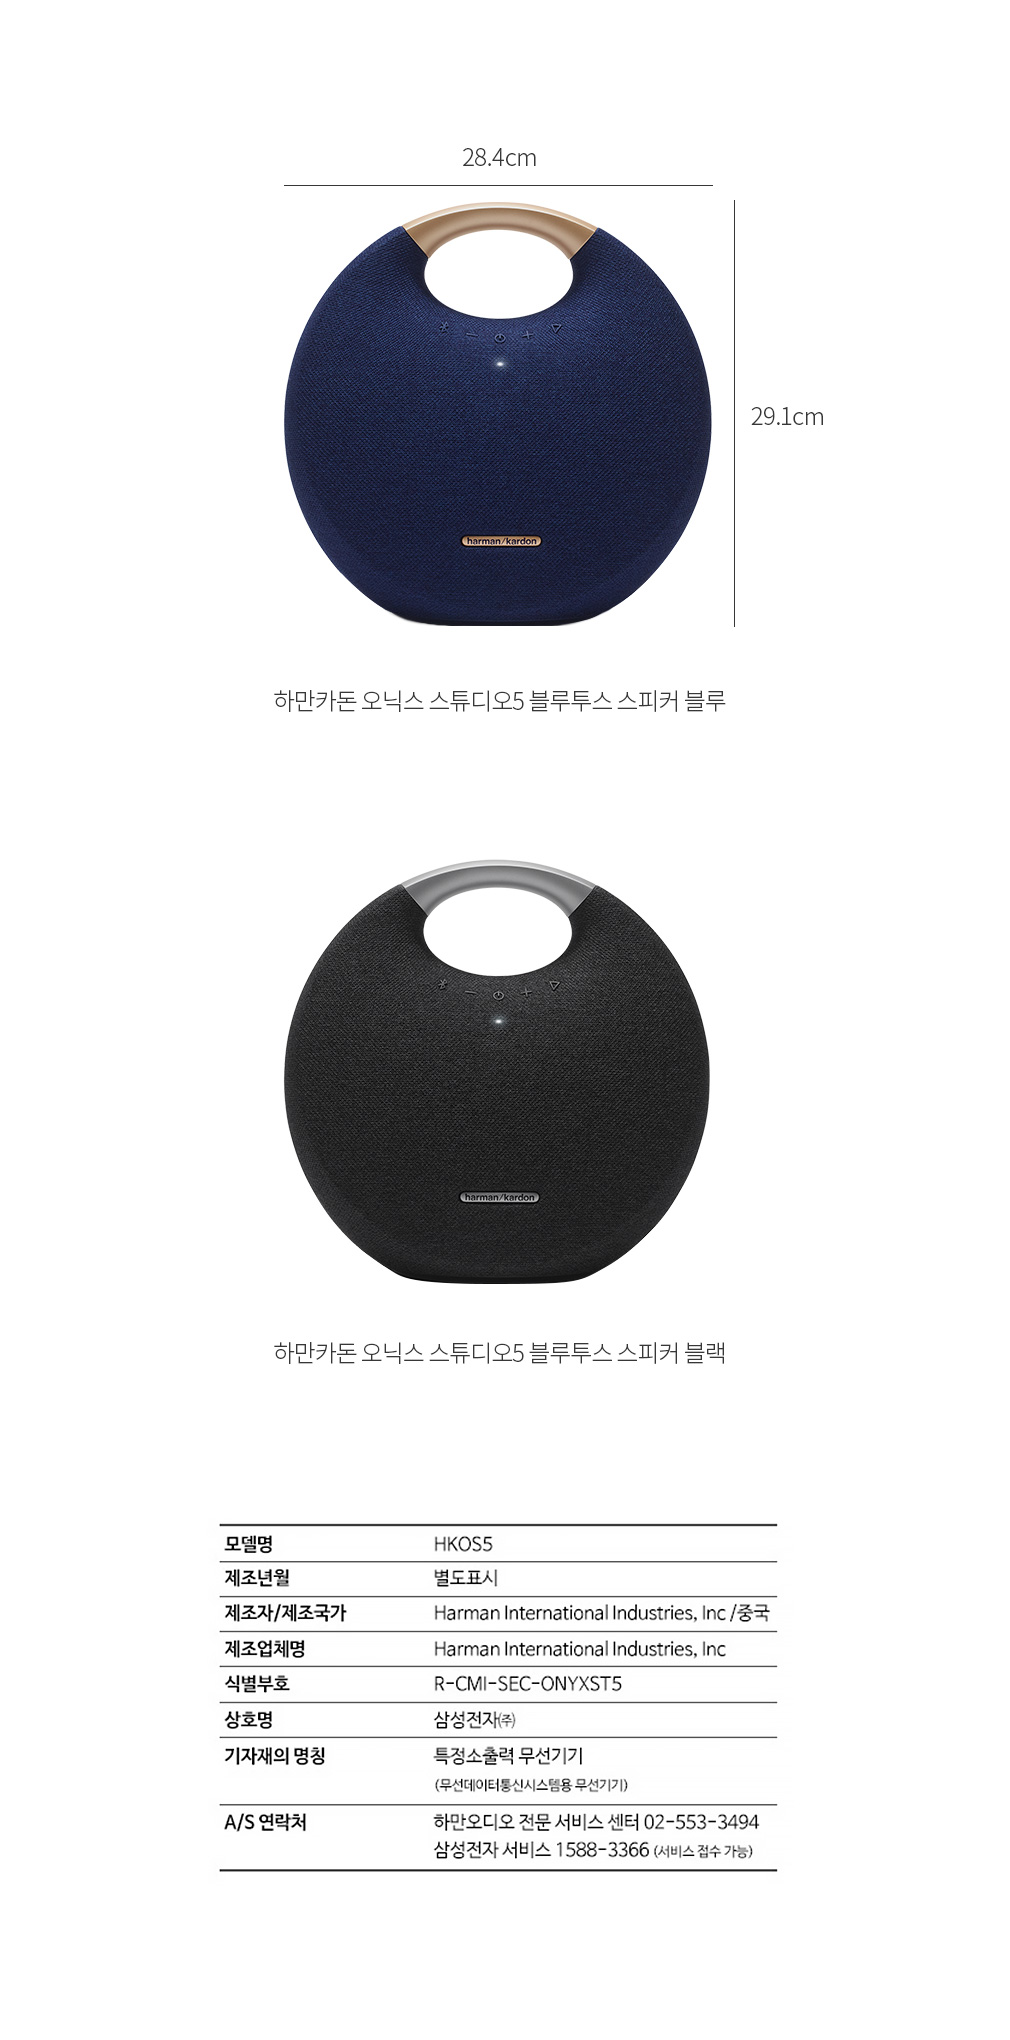 28.4cm
29.1cm
harman/kardon
하만카돈 오닉스 스튜디오5 블루투스 스피커 블루
harman/kardon
하만카돈 오닉스 스튜디오5 블루투스 스피커 블랙
모델명 HKOS5
제조년월 별도표시
제조자/제조국가 Harman International Industries, Inc /중국
제조업체명 Harman International Industries, Inc
식별부호 R-CMI-SEC-ONYXST5
상호명 삼성전자㈜
기자재의 명칭 특정소출력 무선기기
(무선데이터통신시스템용 무선기기)
A/S 연락처 하만오디오 전문 서비스 센터 02-553-3494
삼성전자 서비스 1588-3366 (서비스 접수 가능)